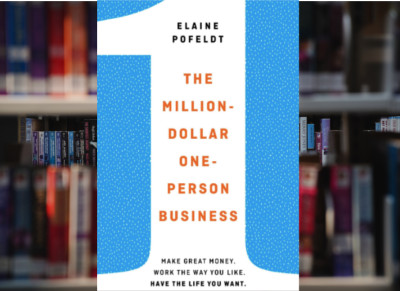 ELAINE
POFELDT
THE
MILLION-
DOLLAR
ONE-
PERSON
BUSINESS
MAKE GREAT MONEY.
WORK THE WAY YOU LIKE.
HAVE THE LIFE YOU WANT.